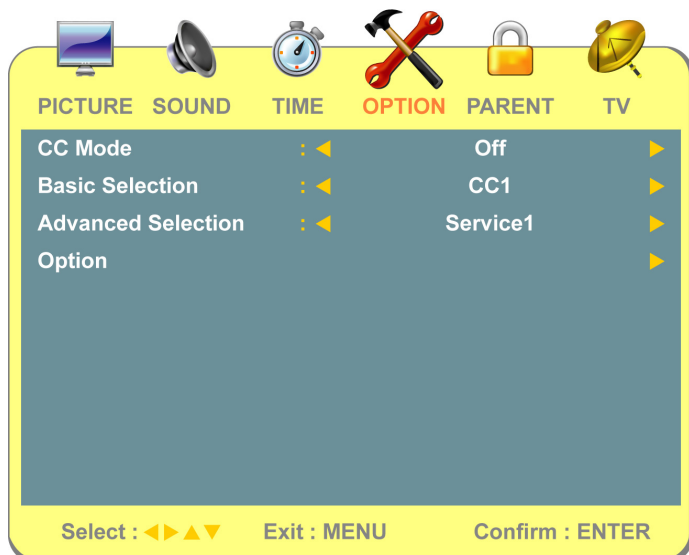 PICTURE SOUND TIME OPTION PARENT TV
CC Mode : Off
Basic Selection : CC1
Advanced Selection : Service1
Option
Select : Exit : MENU Confirm : ENTER